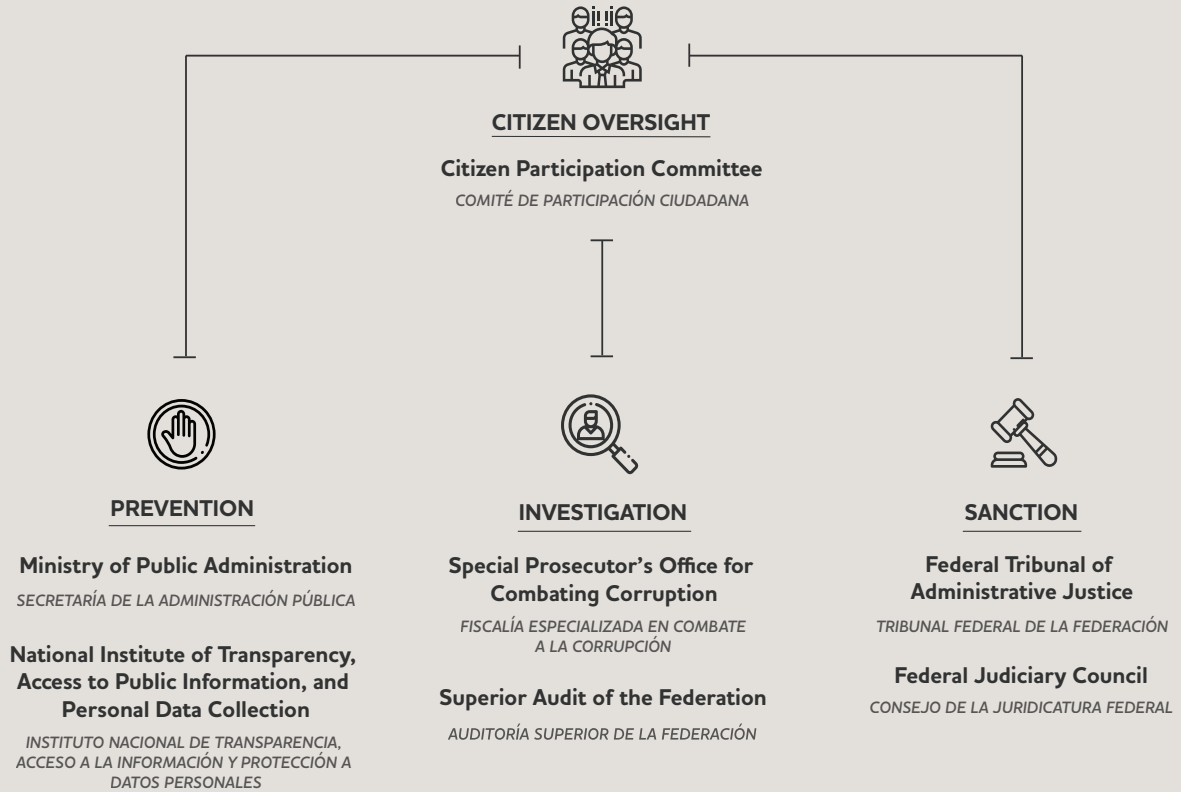 CITIZEN OVERSIGHT
Citizen Participation Committee
COMITÉ DE PARTICIPACIÓN CIUDADANA
PREVENTION
Ministry of Public Administration
SECRETARÍA DE LA ADMINISTRACIÓN PÚBLICA
National Institute of Transparency,
Access to Public Information, and
Personal Data Collection
INSTITUTO NACIONAL DE TRANSPARENCIA,
ACCESO A LA INFORMACIÓN Y PROTECCIÓN A
DATOS PERSONALES
INVESTIGATION
Special Prosecutor’s Office for
Combating Corruption
FISCALÍA ESPECIALIZADA EN COMBATE
A LA CORRUPCIÓN
Superior Audit of the Federation
AUDITORÍA SUPERIOR DE LA FEDERACIÓN
SANCTION
Federal Tribunal of
Administrative Justice
TRIBUNAL FEDERAL DE LA FEDERACIÓN
Federal Judiciary Council
CONSEJO DE LA JURIDICATURA FEDERAL